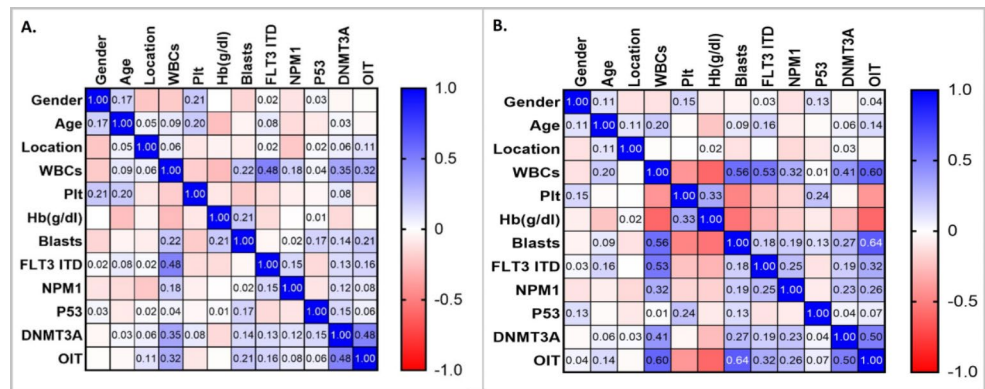 A.
Gender Age Location WBCs Plt Hb(g/dl) Blasts FLT3 ITD NPM1 P53 DNMT3A OIT
Gender 1.00 0.17 0.21 0.02 0.03
Age 0.17 1.00 0.05 0.09 0.20 0.08 0.03
Location 0.05 1.00 0.06 0.02 0.02 0.06 0.11
WBCs 0.09 0.06 1.00 0.22 0.48 0.18 0.04 0.35 0.32
Plt 0.21 0.20 1.00 0.08
Hb(g/dl) 1.00 0.21 0.01
Blasts 0.22 0.21 1.00 0.02 0.17 0.14 0.21
FLT3 ITD 0.02 0.08 0.02 0.48 1.00 0.15 0.13 0.16
NPM1 0.18 0.02 0.15 1.00 0.12 0.08
P53 0.03 0.02 0.04 0.01 0.17 1.00 0.15 0.06
DNMT3A 0.03 0.06 0.35 0.08 0.14 0.13 0.12 0.15 1.00 0.48
OIT 0.11 0.32 0.21 0.16 0.08 0.06 0.48 1.00
1.0
0.5
0
-0.5
-1.0
B.
Gender Age Location WBCs Plt Hb(g/dl) Blasts FLT3 ITD NPM1 P53 DNMT3A OIT
Gender 1.00 0.11 0.15 0.03 0.13 0.04
Age 0.11 1.00 0.11 0.20 0.09 0.16 0.06 0.14
Location 0.11 1.00 0.02 0.03
WBCs 0.20 1.00 0.56 0.53 0.32 0.01 0.41 0.60
Plt 0.15 1.00 0.33 0.24
Hb(g/dl) 0.02 0.33 1.00
Blasts 0.09 0.56 1.00 0.18 0.19 0.13 0.27 0.64
FLT3 ITD 0.03 0.16 0.53 0.18 1.00 0.25 0.19 0.32
NPM1 0.32 0.19 0.25 1.00 0.23 0.26
P53 0.13 0.01 0.24 0.13 1.00 0.04 0.07
DNMT3A 0.06 0.03 0.41 0.27 0.19 0.23 0.04 1.00 0.50
OIT 0.04 0.14 0.60 0.64 0.32 0.26 0.07 0.50 1.00
1.0
0.5
0
-0.5
-1.0